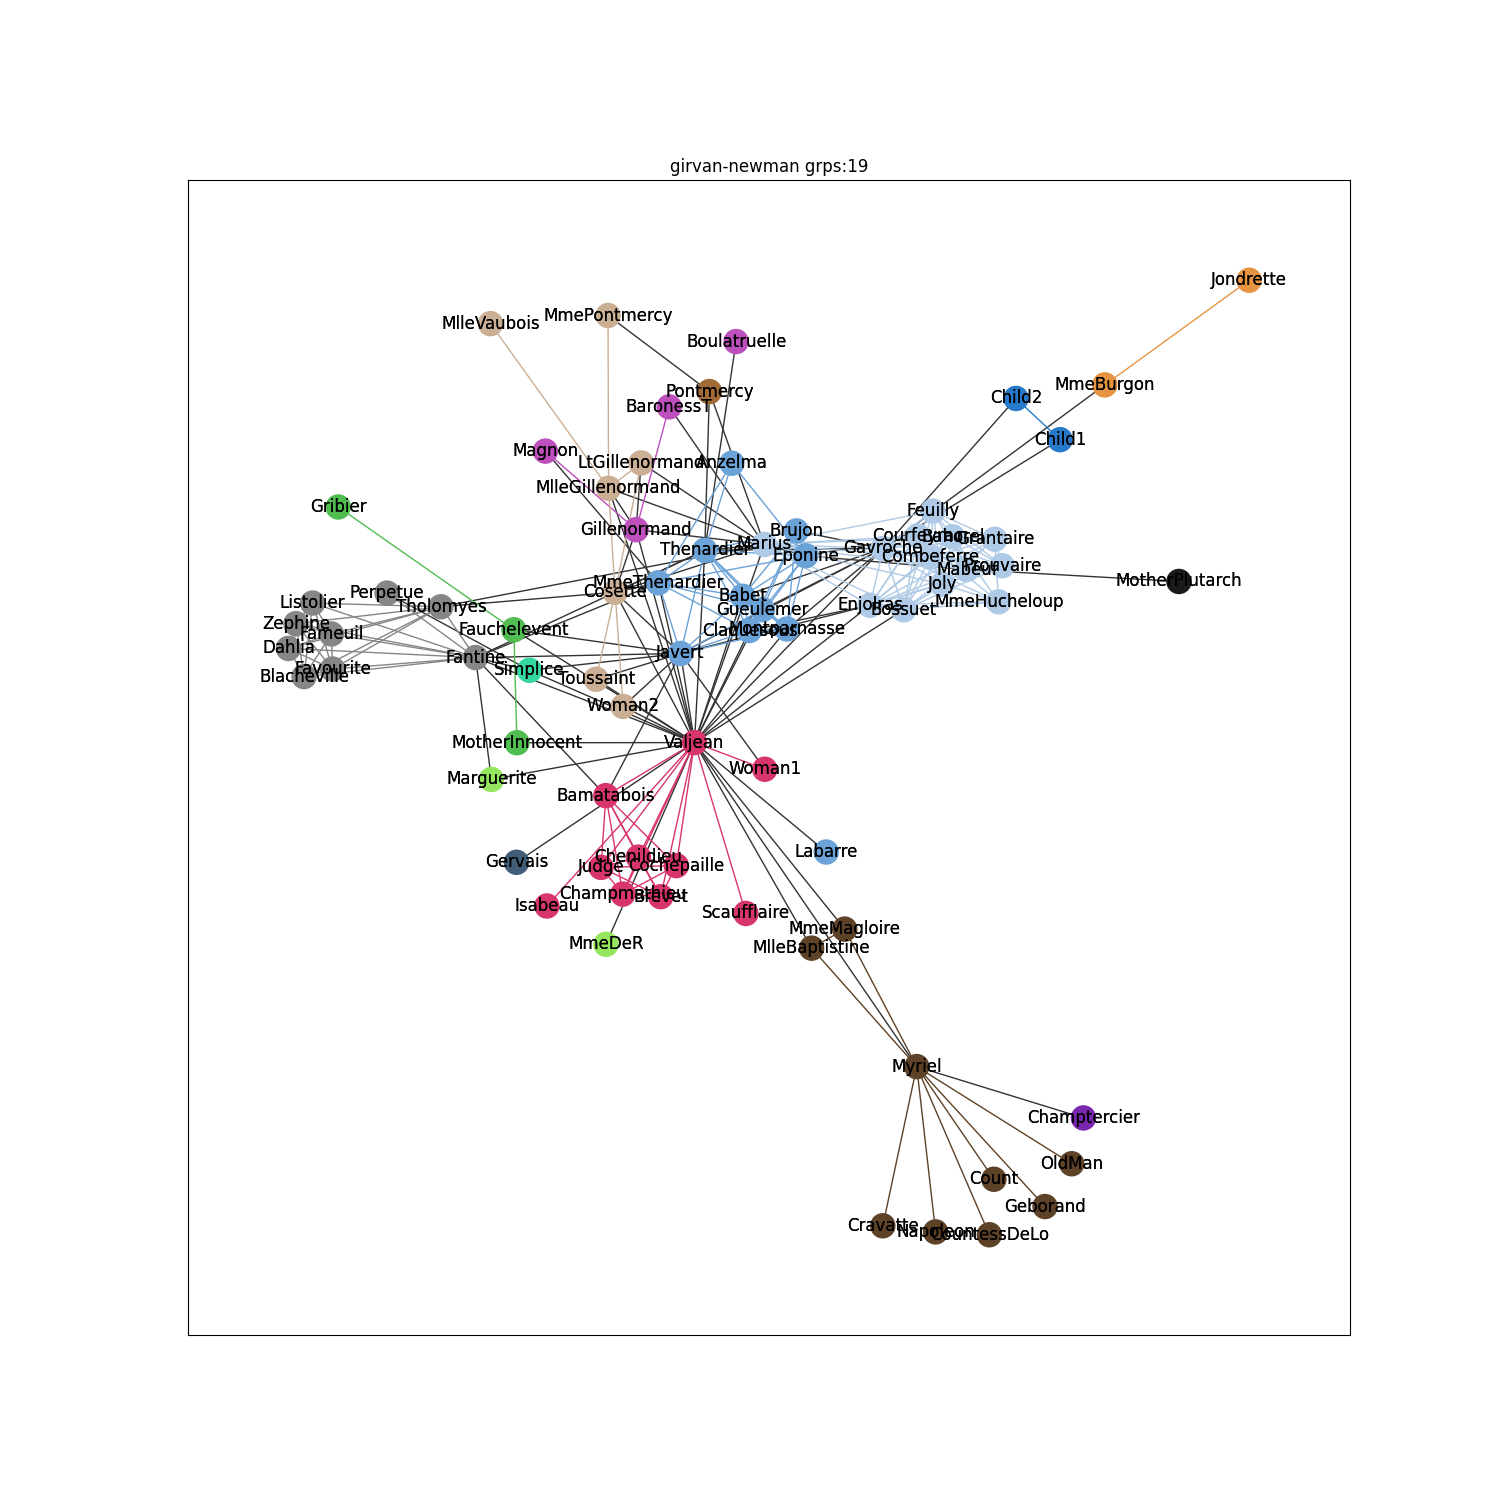 girvan-newman grps:19
Jondrette
MmePontmercy
MlleVaubois
Boulatruelle
MmeBurgon
Pontmercy
Child2
BaronessT
Child1
Magnon
LtGillenormand
Anzelma
MlleGillenormand
Gribier
Feuilly
Gillenormand
Brujon
Courfeyrac
Bahorel
Grantaire
Marius
Gavroche
Thenardier
Eponine
Combeferre
Prouvaire
Mabeuf
MotherPlutarch
MmeThenardier
Joly
Cosette
Perpetue
Babet
Listolier
MmeHucheloup
Tholomyes
Enjolras
Gueulemer
Bossuet
Zephine
Fauchelevent
Claquesous
Montparnasse
Fameuil
Dahlia
Javert
Fantine
Favourite
Simplice
Blacheville
Toussaint
Woman2
MotherInnocent
Valjean
Woman1
Marguerite
Bamatabois
Labarre
Chenildieu
Gervais
Judge
Cochepaille
Champmathieu
Brevet
Isabeau
Scaufflaire
MmeMagloire
MmeDeR
MlleBaptistine
Myriel
Champtercier
OldMan
Count
Geborand
Cravatte
Napoleon
CountessDeLo